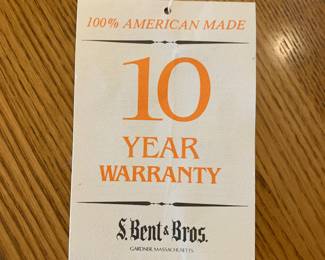 100% AMERICAN MADE
10
YEAR
WARRANTY
S. Bent & Bros.
GARDNER, MASSACHUSETTS